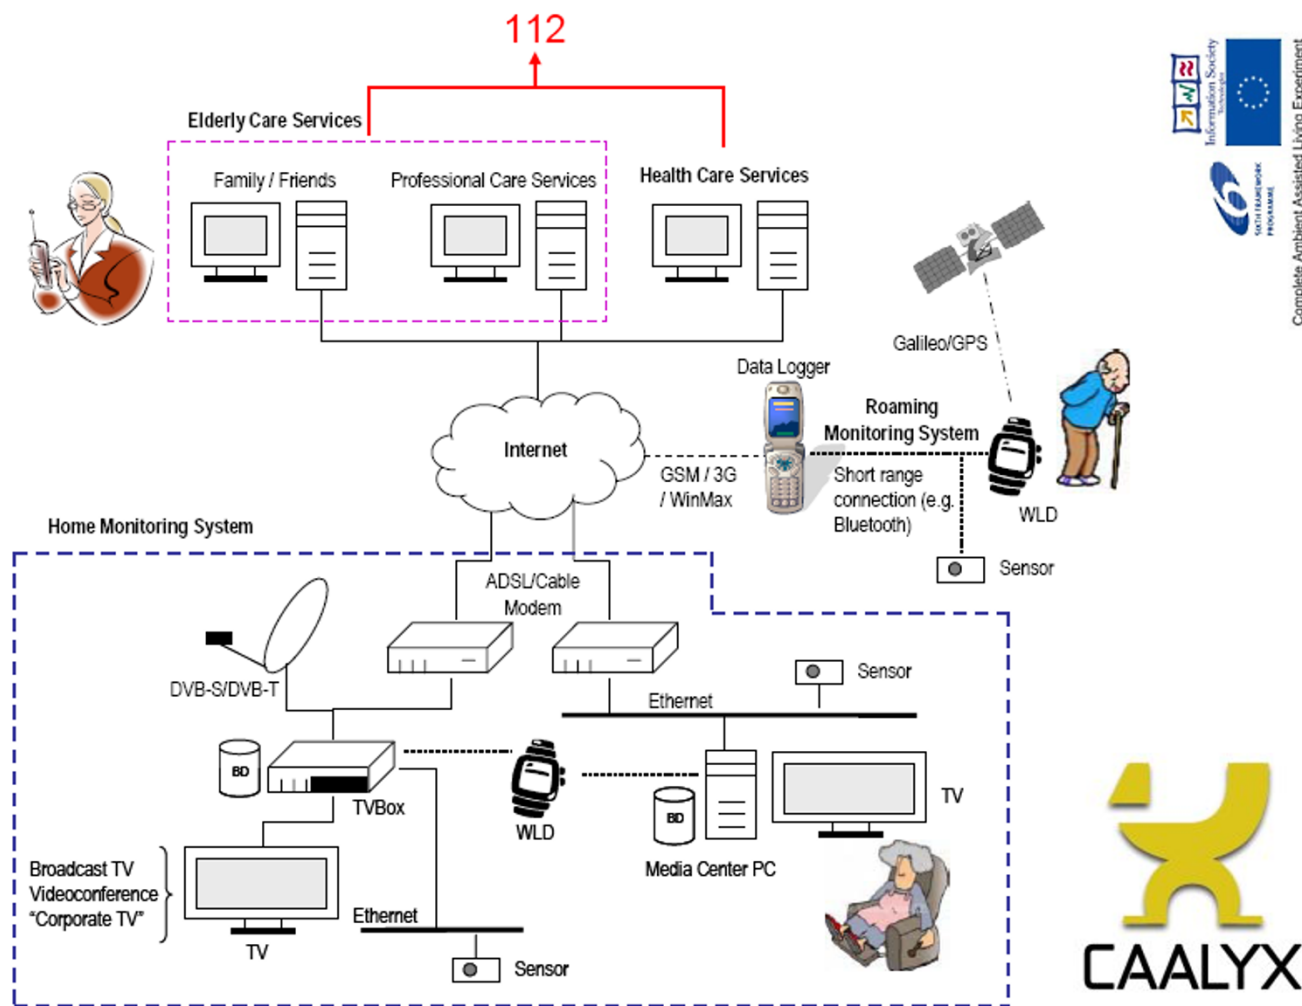 112
Elderly Care Services
Family / Friends
Professional Care Services
Health Care Services
Information Society
Technologies
SIXTH FRAMEWORK
PROGRAMME
Complete Ambient Assisted Living Experiment
Galileo/GPS
Data Logger
Roaming
Monitoring System
Internet
GSM / 3G
/ WinMax
Short range
connection (e.g.
Bluetooth)
WLD
Sensor
Home Monitoring System
ADSL/Cable
Modem
DVB-S/DVB-T
Sensor
Ethernet
BD
TVBox
WLD
BD
Media Center PC
TV
Broadcast TV
Videoconference
“Corporate TV”
TV
Ethernet
Sensor
CAALYX